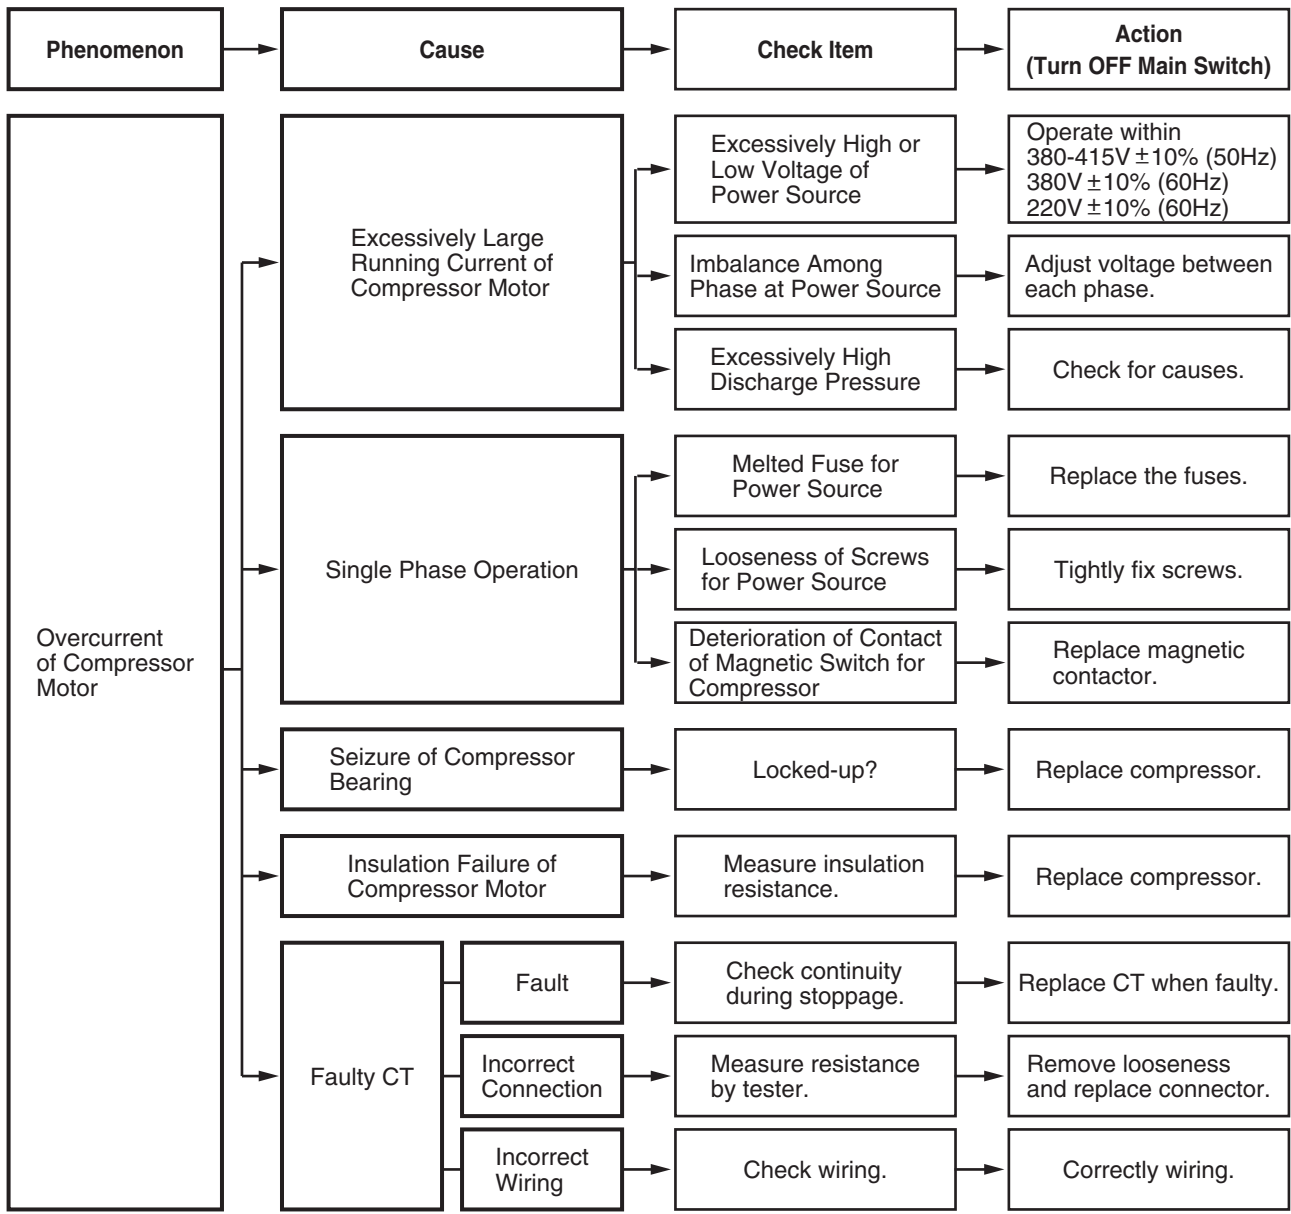 Phenomenon
Cause
Check Item
Action
(Turn OFF Main Switch)
Overcurrent
of Compressor
Motor
Excessively Large
Running Current of
Compressor Motor
Excessively High or
Low Voltage of
Power Source
Operate within
380-415V ±10% (50Hz)
380V ±10% (60Hz)
220V ±10% (60Hz)
Imbalance Among
Phase at Power Source
Adjust voltage between
each phase.
Excessively High
Discharge Pressure
Check for causes.
Single Phase Operation
Melted Fuse for
Power Source
Replace the fuses.
Looseness of Screws
for Power Source
Tightly fix screws.
Deterioration of Contact
of Magnetic Switch for
Compressor
Replace magnetic
contactor.
Seizure of Compressor
Bearing
Locked-up?
Replace compressor.
Insulation Failure of
Compressor Motor
Measure insulation
resistance.
Replace compressor.
Faulty CT
Fault
Check continuity
during stoppage.
Replace CT when faulty.
Incorrect
Connection
Measure resistance
by tester.
Remove looseness
and replace connector.
Incorrect
Wiring
Check wiring.
Correctly wiring.